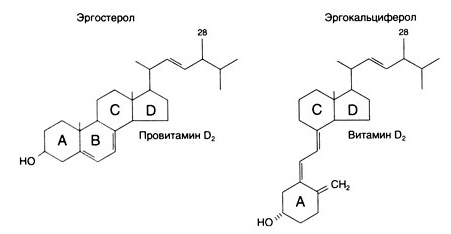 Эргостерол
28
C
D
A
B
HO
Провитамин D₂
Эргокальциферол
28
C
D
Витамин D₂
CH₂
A
HO